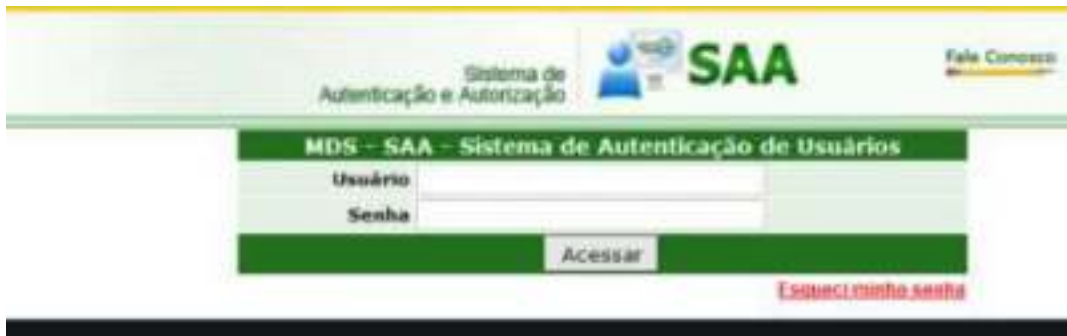 Sistema de
Autenticação e Autorização
SAA
Fale Conosco
MDS - SAA - Sistema de Autenticação de Usuários
Usuário
Senha
Acessar
Esqueci minha senha